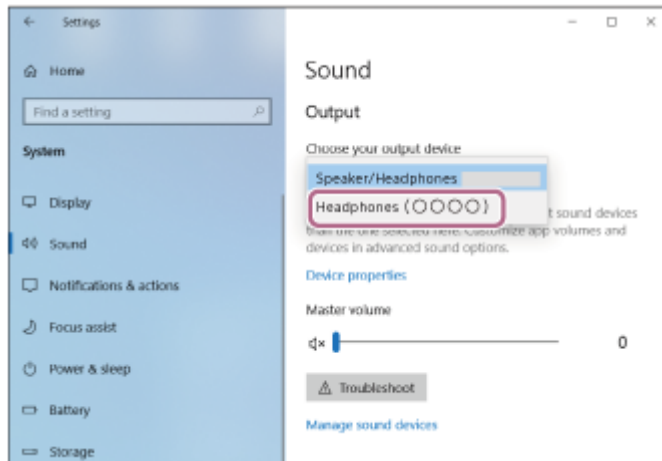 Settings
Home
Find a setting
System
Display
Sound
Notifications & actions
Focus assist
Power & sleep
Battery
Storage
Sound
Output
Choose your output device
Speaker/Headphones
Headphones (○○○○)
t sound devices
than the one selected here. Customize app volumes and
devices in advanced sound options.
Device properties
Master volume
0
Troubleshoot
Manage sound devices